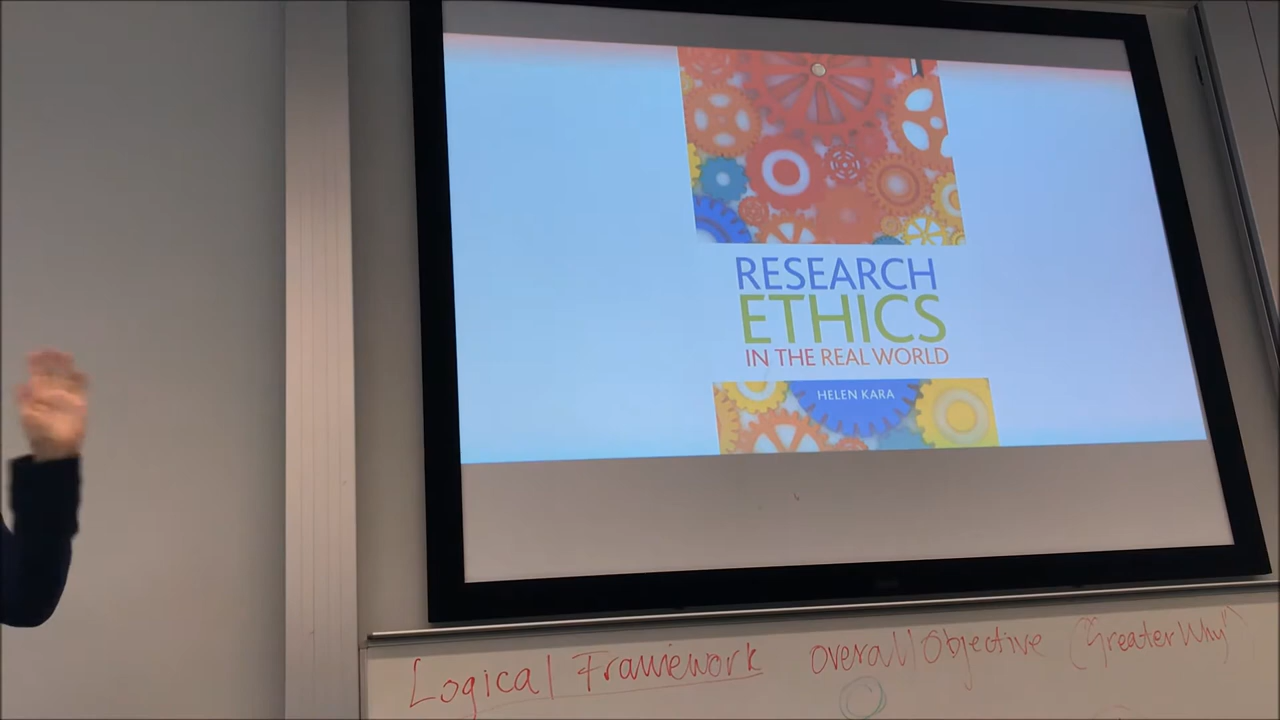 RESEARCH
ETHICS
IN THE REAL WORLD
HELEN KARA
Logical Framework overall Objective ("Greater Why")